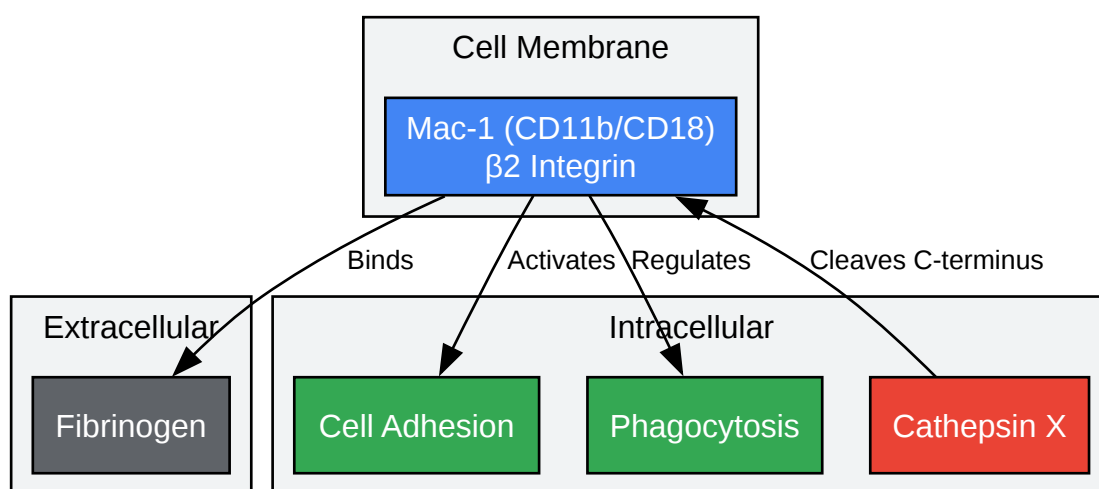 Cell Membrane
Mac-1 (CD11b/CD18)
β2 Integrin
Binds
Activates
Regulates
Cleaves C-terminus
Extracellular
Intracellular
Fibrinogen
Cell Adhesion
Phagocytosis
Cathepsin X